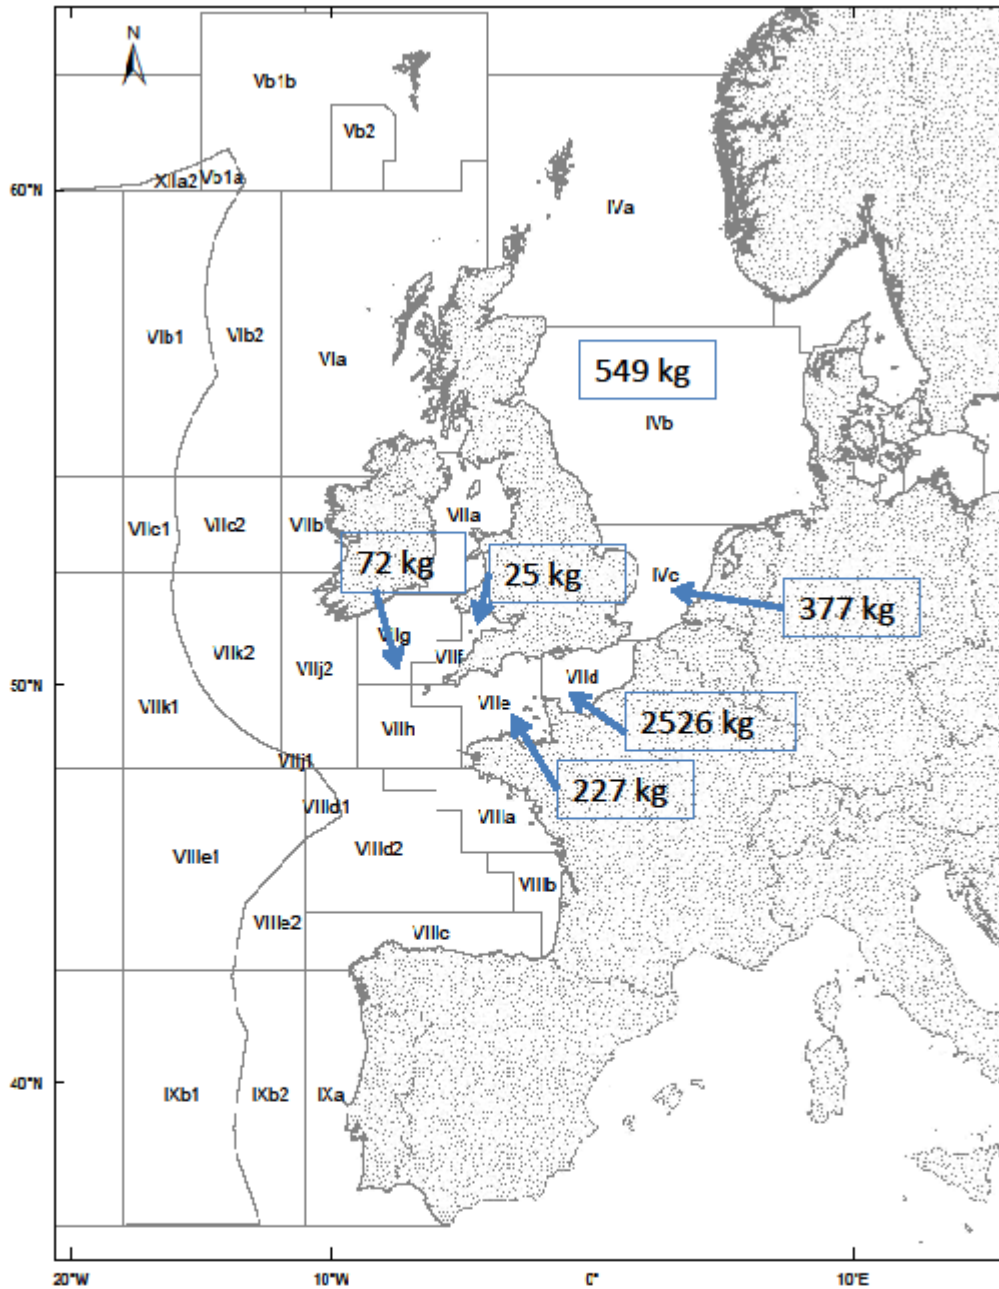 N
Vb1b
Vb2
XIIa2
Vb1a
60°N
IVa
VIb1
VIb2
VIa
549 kg
IVb
VIIc1
VIIc2
VIIb
VIIa
72 kg
25 kg
IVc
377 kg
VIIg
VIIf
VIIk2
VIIj2
50°N
VIId
VIIe
VIIk1
VIIh
2526 kg
VIIj1
227 kg
VIIId1
VIIIa
VIIIe1
VIIId2
VIIIb
VIIIe2
VIIIc
40°N
IXb1
IXb2
IXa
20°W
10°W
0°
10°E